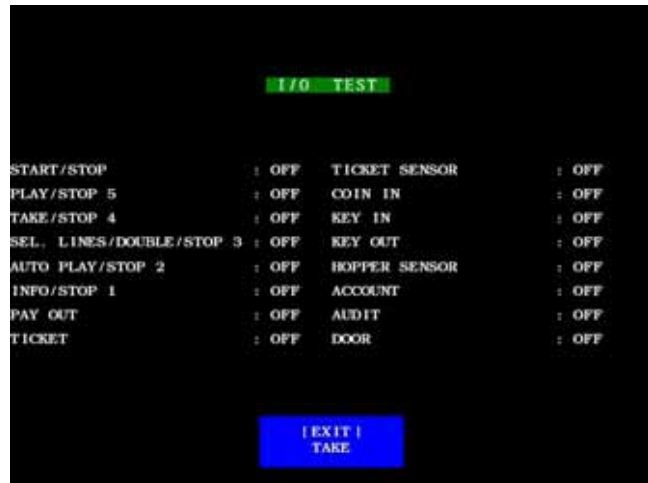 I/O TEST
START/STOP : OFF TICKET SENSOR : OFF
PLAY/STOP 5 : OFF COIN IN : OFF
TAKE/STOP 4 : OFF KEY IN : OFF
SEL. LINES/DOUBLE/STOP 3 : OFF KEY OUT : OFF
AUTO PLAY/STOP 2 : OFF HOPPER SENSOR : OFF
INFO/STOP 1 : OFF ACCOUNT : OFF
PAY OUT : OFF AUDIT : OFF
TICKET : OFF DOOR : OFF
[EXIT]
TAKE